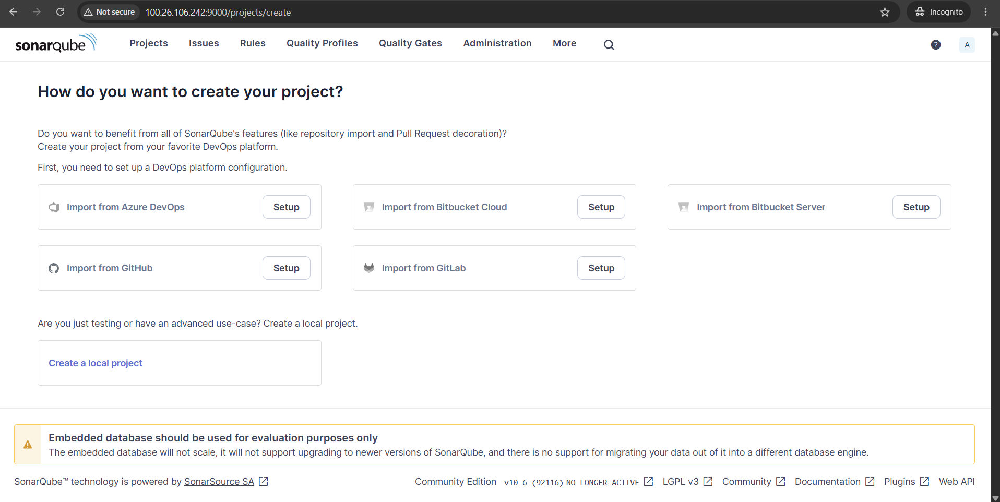 Not secure 100.26.106.242:9000/projects/create Incognito
sonarqube Projects Issues Rules Quality Profiles Quality Gates Administration More ? A
How do you want to create your project?
Do you want to benefit from all of SonarQube's features (like repository import and Pull Request decoration)?
Create your project from your favorite DevOps platform.
First, you need to set up a DevOps platform configuration.
Import from Azure DevOps Setup Import from Bitbucket Cloud Setup Import from Bitbucket Server Setup
Import from GitHub Setup Import from GitLab Setup
Are you just testing or have an advanced use-case? Create a local project.
Create a local project
Embedded database should be used for evaluation purposes only
The embedded database will not scale, it will not support upgrading to newer versions of SonarQube, and there is no support for migrating your data out of it into a different database engine.
SonarQube™ technology is powered by SonarSource SA Community Edition v10.6 (92116) NO LONGER ACTIVE LGPL v3 Community Documentation Plugins Web API